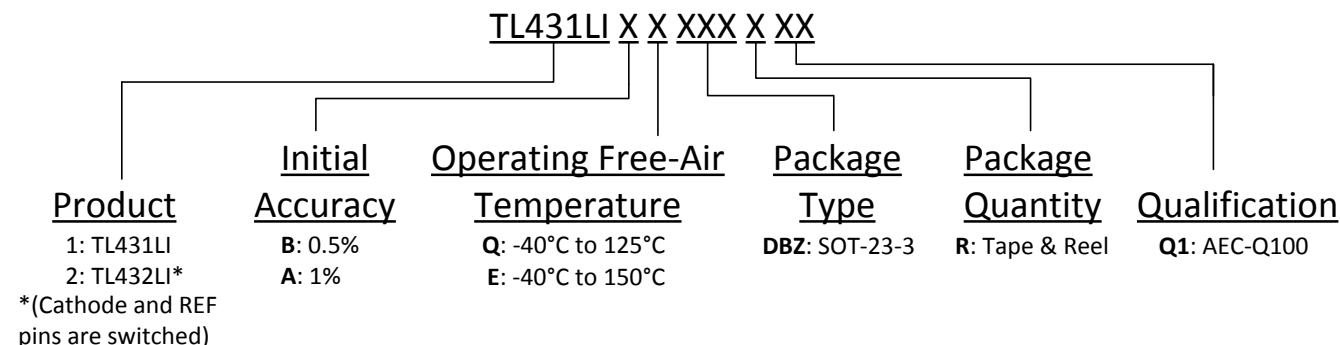 TL431LI X X XXX X XX
Product
1: TL431LI
2: TL432LI*
*(Cathode and REF
pins are switched)
Initial
Accuracy
B: 0.5%
A: 1%
Operating Free-Air
Temperature
Q: -40°C to 125°C
E: -40°C to 150°C
Package
Type
DBZ: SOT-23-3
Package
Quantity
R: Tape & Reel
Qualification
Q1: AEC-Q100